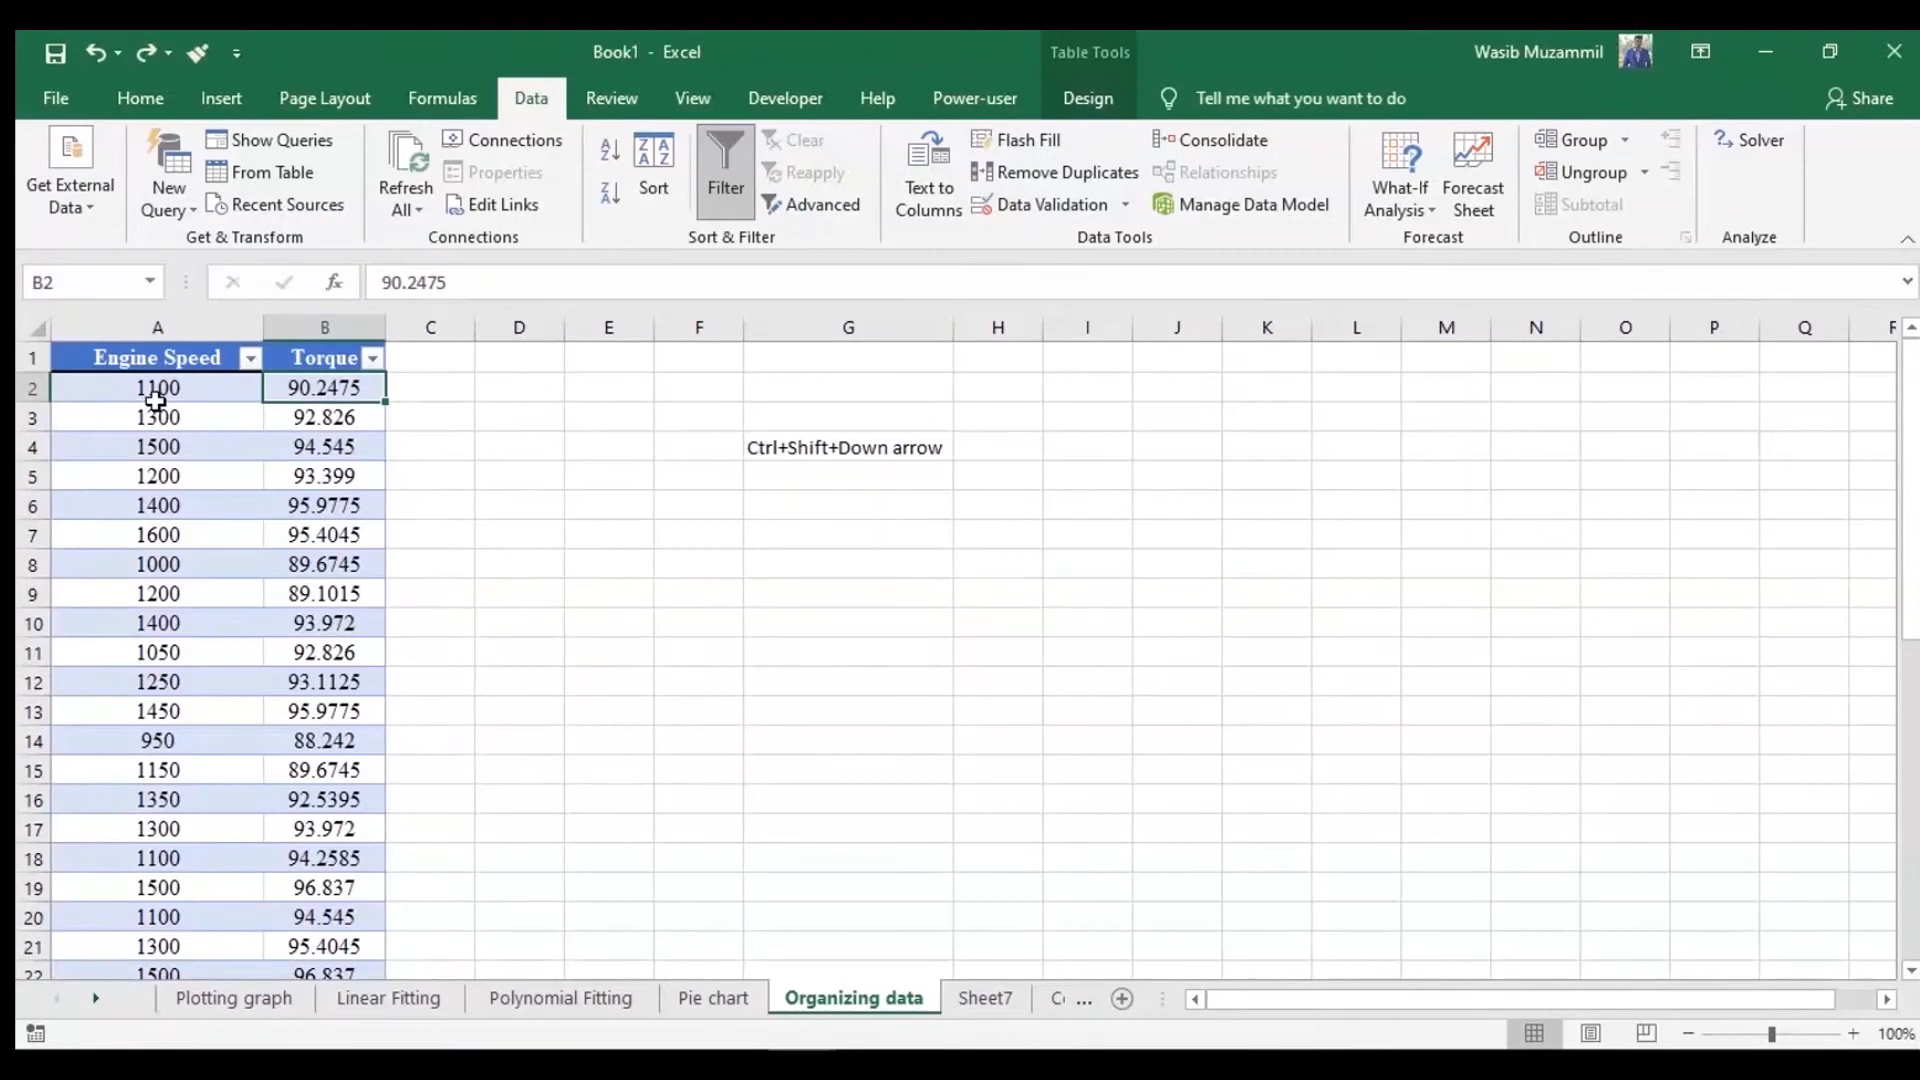 Book1 - Excel
Table Tools
Wasib Muzammil
File Home Insert Page Layout Formulas Data Review View Developer Help Power-user Design Tell me what you want to do Share
Get External Data
New Query
Show Queries
From Table
Recent Sources
Get & Transform
Refresh All
Connections
Properties
Edit Links
Connections
Sort
Filter
Clear
Reapply
Advanced
Sort & Filter
Text to Columns
Flash Fill
Remove Duplicates
Data Validation
Consolidate
Relationships
Manage Data Model
Data Tools
What-If Analysis
Forecast Sheet
Forecast
Group
Ungroup
Subtotal
Outline
Solver
Analyze
B2 fx 90.2475
A B C D E F G H I J K L M N O P Q
1 Engine Speed Torque
2 1100 90.2475
3 1300 92.826
4 1500 94.545 Ctrl+Shift+Down arrow
5 1200 93.399
6 1400 95.9775
7 1600 95.4045
8 1000 89.6745
9 1200 89.1015
10 1400 93.972
11 1050 92.826
12 1250 93.1125
13 1450 95.9775
14 950 88.242
15 1150 89.6745
16 1350 92.5395
17 1300 93.972
18 1100 94.2585
19 1500 96.837
20 1100 94.545
21 1300 95.4045
22 1500 96.837
Plotting graph Linear Fitting Polynomial Fitting Pie chart Organizing data Sheet7 ...
100%